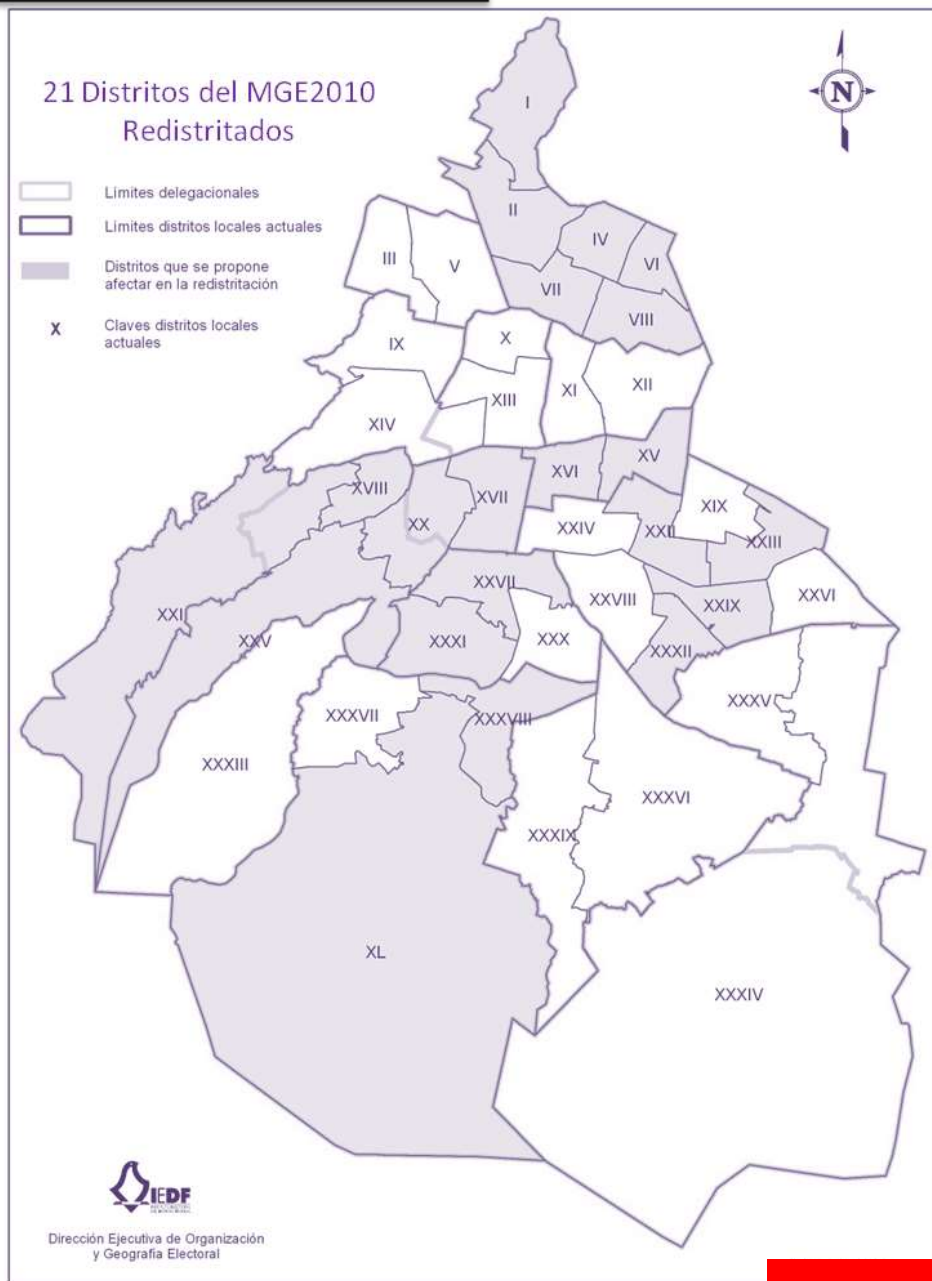 21 Distritos del MGE2010
Redistritados
N
Limites delegacionales
Limites distritos locales actuales
Distritos que se propone
afectar en la redistritación
X
Claves distritos locales
actuales
I
II
IV
III
V
VI
VII
VIII
IX
X
XI
XII
XIII
XIV
XV
XVI
XVIII
XVII
XIX
XX
XXIV
XXII
XXIII
XXVII
XXVIII
XXIX
XXVI
XXI
XXV
XXXI
XXX
XXXII
XXXV
XXXVII
XXXVIII
XXXIII
XXXVI
XXXIX
XL
XXXIV
IEDF
Dirección Ejecutiva de Organización
y Geografía Electoral